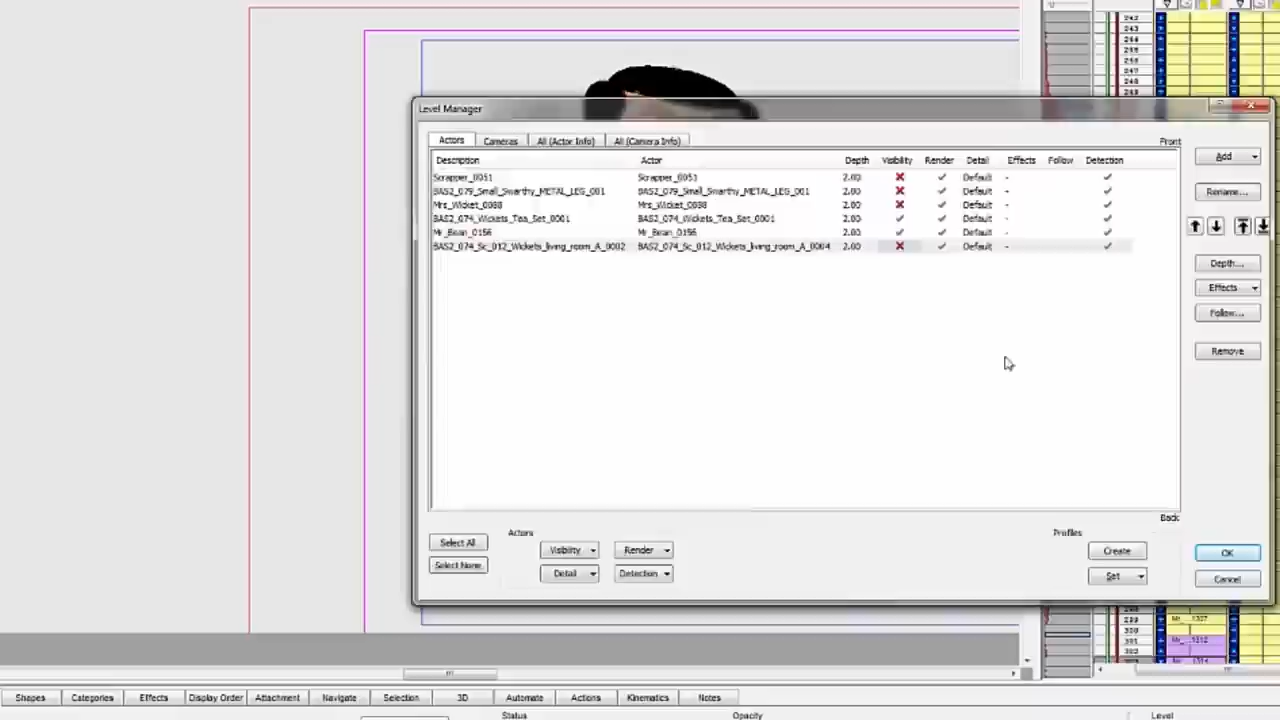 Level Manager
Actors Cameras All (Actor Info) All (Camera Info) Front
Description Actor Depth Visibility Render Detail Effects Follow Detection
Scrapper_0051 Scrapper_0051 2.00 Default -
BAS2_079_Small_Swarthy_METAL_LEG_001 BAS2_079_Small_Swarthy_METAL_LEG_001 2.00 Default -
Mrs_Wicket_0088 Mrs_Wicket_0088 2.00 Default -
BAS2_074_Wickets_Tea_Set_0001 BAS2_074_Wickets_Tea_Set_0001 2.00 Default -
Mr_Bean_0156 Mr_Bean_0156 2.00 Default -
BAS2_074_Sc_012_Wickets_living_room_A_0002 BAS2_074_Sc_012_Wickets_living_room_A_0004 2.00 Default -
Add
Rename...
Depth...
Effects
Follow...
Remove
Back
Actors Profiles
Select All Visibility Render Create OK
Select None Detail Detection Set Cancel
Shapes Categories Effects Display Order Attachment Navigate Selection 3D Automate Actions Kinematics Notes
Status Opacity Level